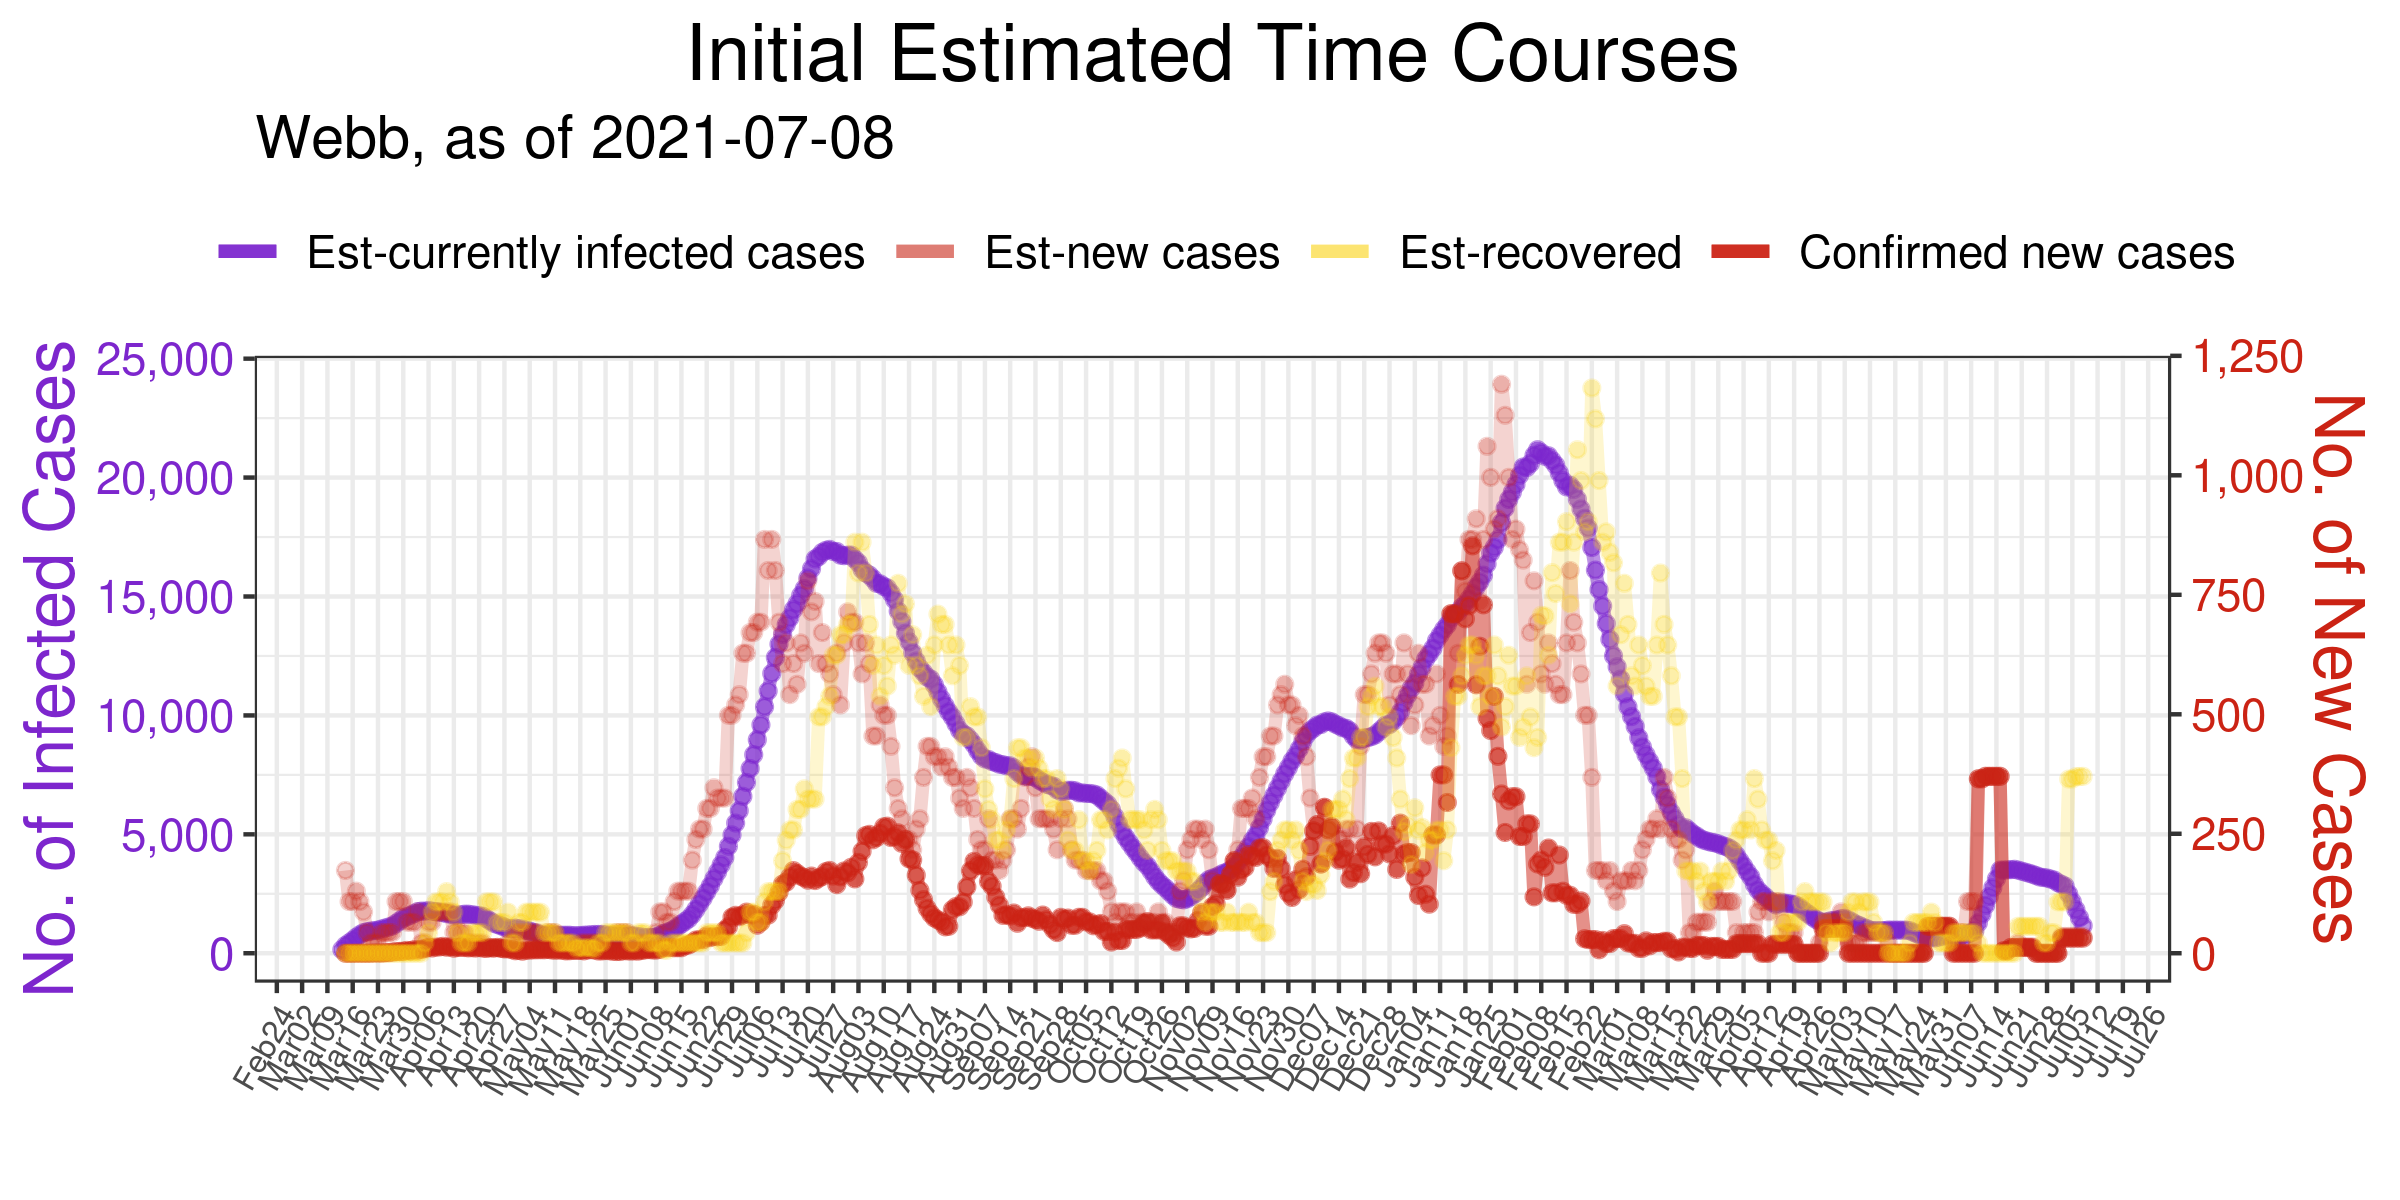 Initial Estimated Time Courses
Webb, as of 2021-07-08
Est-currently infected cases
Est-new cases
Est-recovered
Confirmed new cases
No. of Infected Cases
25,000
20,000
15,000
10,000
5,000
0
1,250
1,000
750
500
250
0
No. of New Cases
Feb24
Mar02
Mar09
Mar16
Mar23
Mar30
Apr06
Apr13
Apr20
Apr27
May04
May11
May18
May25
Jun01
Jun08
Jun15
Jun22
Jun29
Jul06
Jul13
Jul20
Jul27
Aug03
Aug10
Aug17
Aug24
Aug31
Sep07
Sep14
Sep21
Sep28
Oct05
Oct12
Oct19
Oct26
Nov02
Nov09
Nov16
Nov23
Nov30
Dec07
Dec14
Dec21
Dec28
Jan04
Jan11
Jan18
Jan25
Feb01
Feb08
Feb15
Feb22
Mar01
Mar08
Mar15
Mar22
Mar29
Apr05
Apr12
Apr19
Apr26
May03
May10
May17
May24
May31
Jun07
Jun14
Jun21
Jun28
Jul05
Jul12
Jul19
Jul26